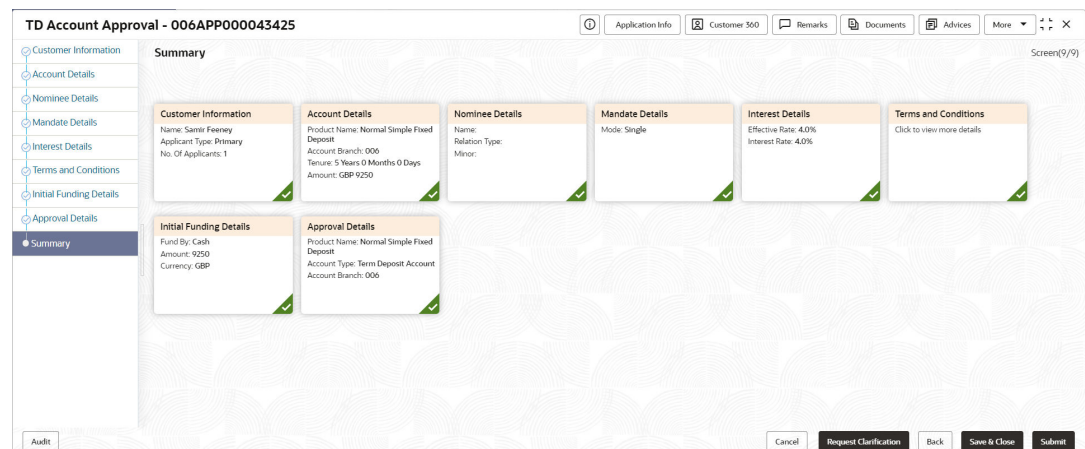 TD Account Approval - 006APP000043425
Application Info
Customer 360
Remarks
Documents
Advices
More
Customer Information
Account Details
Nominee Details
Mandate Details
Interest Details
Terms and Conditions
Initial Funding Details
Approval Details
Summary
Summary
Screen(9/9)
Customer Information
Name: Samir Feeney
Applicant Type: Primary
No. Of Applicants: 1
Account Details
Product Name: Normal Simple Fixed
Deposit
Account Branch: 006
Tenure: 5 Years 0 Months 0 Days
Amount: GBP 9250
Nominee Details
Name:
Relation Type:
Minor:
Mandate Details
Mode: Single
Interest Details
Effective Rate: 4.0%
Interest Rate: 4.0%
Terms and Conditions
Click to view more details
Initial Funding Details
Fund By: Cash
Amount: 9250
Currency: GBP
Approval Details
Product Name: Normal Simple Fixed
Deposit
Account Type: Term Deposit Account
Account Branch: 006
Audit
Cancel
Request Clarification
Back
Save & Close
Submit